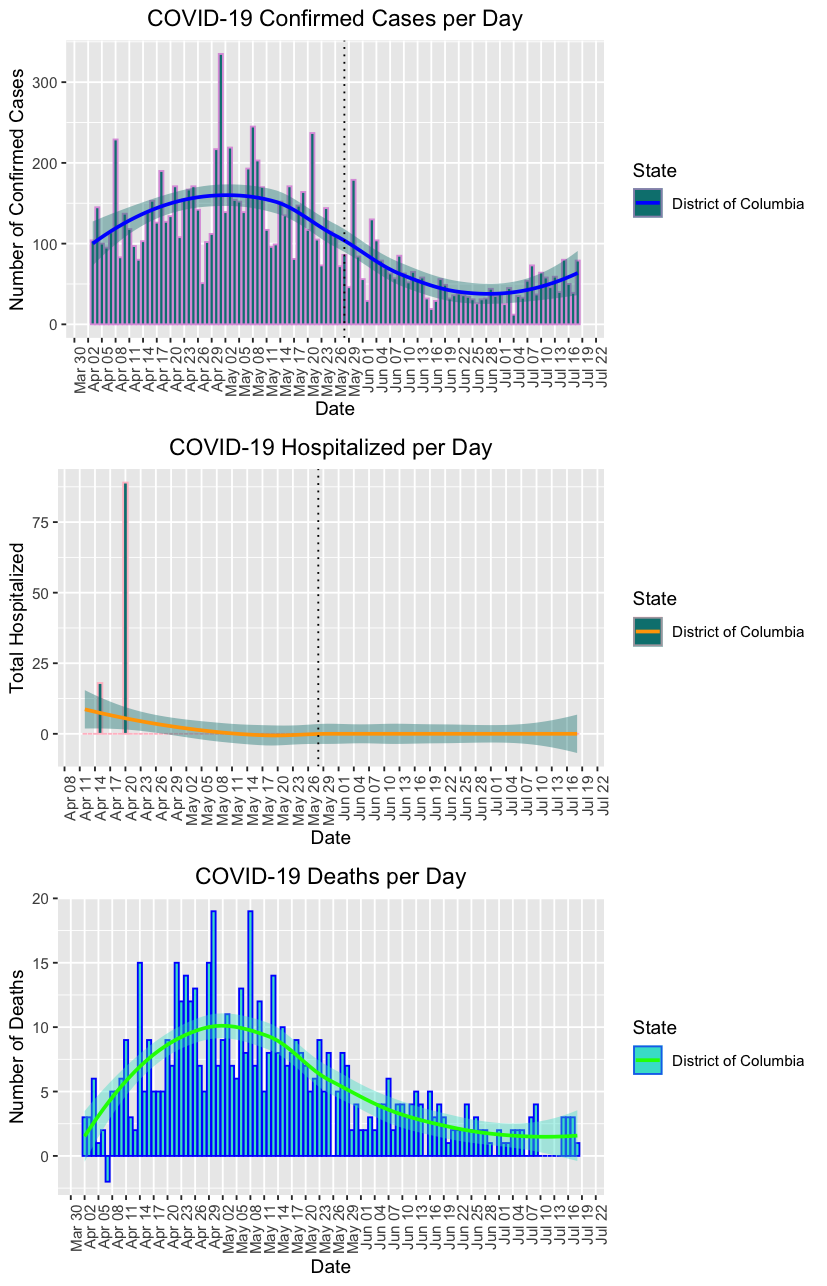 COVID-19 Confirmed Cases per Day
Number of Confirmed Cases
300
200
100
0
Mar 30
Apr 02
Apr 05
Apr 08
Apr 11
Apr 14
Apr 17
Apr 20
Apr 23
Apr 26
Apr 29
May 02
May 05
May 08
May 11
May 14
May 17
May 20
May 23
May 26
May 29
Jun 01
Jun 04
Jun 07
Jun 10
Jun 13
Jun 16
Jun 19
Jun 22
Jun 25
Jun 28
Jul 01
Jul 04
Jul 07
Jul 10
Jul 13
Jul 16
Jul 19
Jul 22
Date
State
District of Columbia
COVID-19 Hospitalized per Day
Total Hospitalized
75
50
25
0
Apr 08
Apr 11
Apr 14
Apr 17
Apr 20
Apr 23
Apr 26
Apr 29
May 02
May 05
May 08
May 11
May 14
May 17
May 20
May 23
May 26
May 29
Jun 01
Jun 04
Jun 07
Jun 10
Jun 13
Jun 16
Jun 19
Jun 22
Jun 25
Jun 28
Jul 01
Jul 04
Jul 07
Jul 10
Jul 13
Jul 16
Jul 19
Jul 22
Date
State
District of Columbia
COVID-19 Deaths per Day
Number of Deaths
20
15
10
5
0
Mar 30
Apr 02
Apr 05
Apr 08
Apr 11
Apr 14
Apr 17
Apr 20
Apr 23
Apr 26
Apr 29
May 02
May 05
May 08
May 11
May 14
May 17
May 20
May 23
May 26
May 29
Jun 01
Jun 04
Jun 07
Jun 10
Jun 13
Jun 16
Jun 19
Jun 22
Jun 25
Jun 28
Jul 01
Jul 04
Jul 07
Jul 10
Jul 13
Jul 16
Jul 19
Jul 22
Date
State
District of Columbia